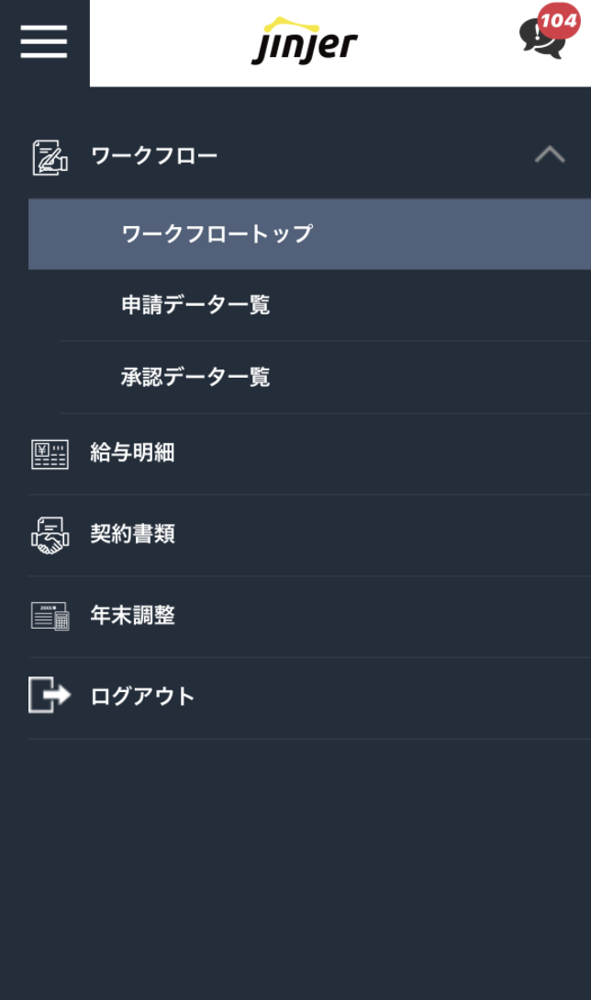 jinjer
104
ワークフロー
ワークフロートップ
申請データ一覧
承認データ一覧
給与明細
契約書類
年末調整
ログアウト